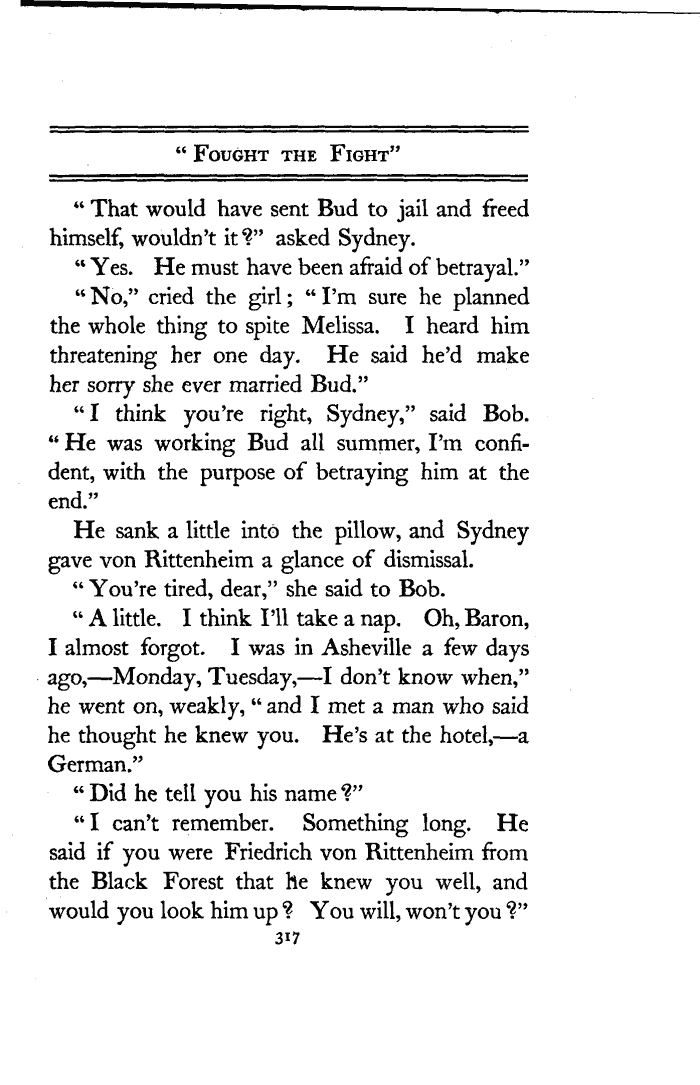 “ Fought the Fight”
“ That would have sent Bud to jail and freed
himself, wouldn't it?” asked Sydney.
“ Yes. He must have been afraid of betrayal.”
“ No,” cried the girl ; “ I'm sure he planned
the whole thing to spite Melissa. I heard him
threatening her one day. He said he'd make
her sorry she ever married Bud.”
“ I think you're right, Sydney,” said Bob.
“ He was working Bud all summer, I'm confi-
dent, with the purpose of betraying him at the
end.”
He sank a little into the pillow, and Sydney
gave von Rittenheim a glance of dismissal.
“ You're tired, dear,” she said to Bob.
“ A little. I think I'll take a nap. Oh, Baron,
I almost forgot. I was in Asheville a few days
ago,—Monday, Tuesday,—I don't know when,”
he went on, weakly, “ and I met a man who said
he thought he knew you. He's at the hotel,—a
German.”
“ Did he tell you his name ?”
“ I can't remember. Something long. He
said if you were Friedrich von Rittenheim from
the Black Forest that he knew you well, and
would you look him up ? You will, won't you ?”
317